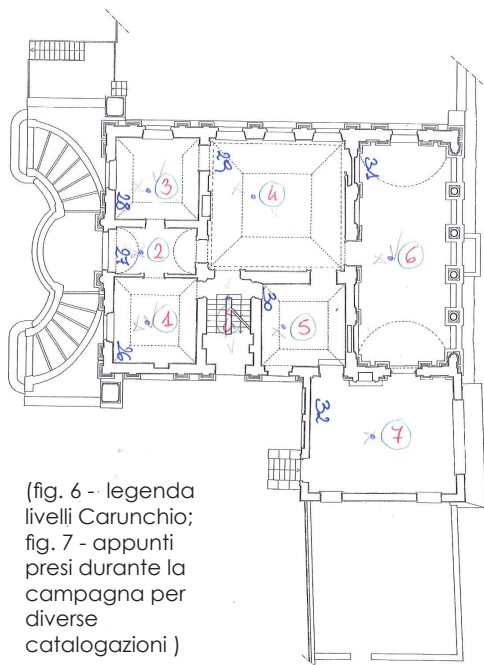 3
28
29
4
31
27
2
6
26
1
30
5
32
7
(fig. 6 - legenda
livelli Carunchio;
fig. 7 - appunti
presi durante la
campagna per
diverse
catalogazioni )